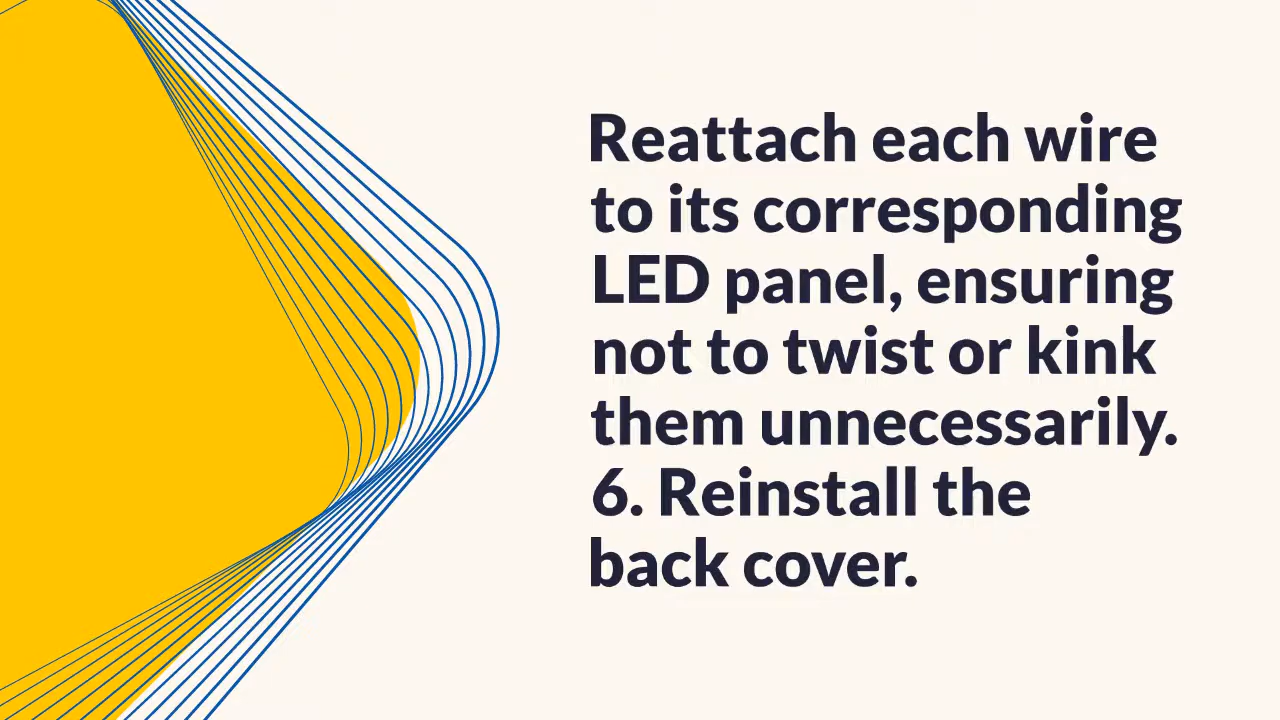 Reattach each wire
to its corresponding
LED panel, ensuring
not to twist or kink
them unnecessarily.
6. Reinstall the
back cover.